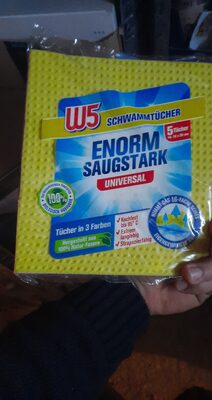 W5
SCHWAMMTÜCHER
5 Tücher
ENORM
SAUGSTARK
UNIVERSAL
100%
Tücher in 3 Farben
Hergestellt aus
100% Natur-Fasern
• Kochfest
bis 95° C
• Extrem
langlebig
• Strapazierfähig